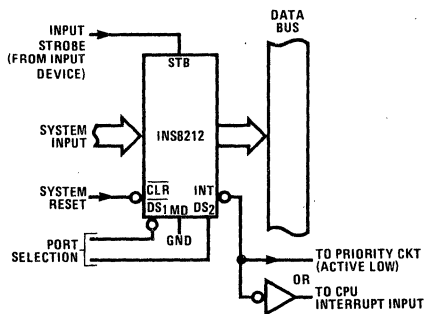 INPUT
STROBE
(FROM INPUT
DEVICE)
DATA
BUS
STB
INS8212
SYSTEM
INPUT
SYSTEM
RESET
CLR INT
DS1 MD DS2
GND
PORT
SELECTION
TO PRIORITY CKT
(ACTIVE LOW)
OR
TO CPU
INTERRUPT INPUT